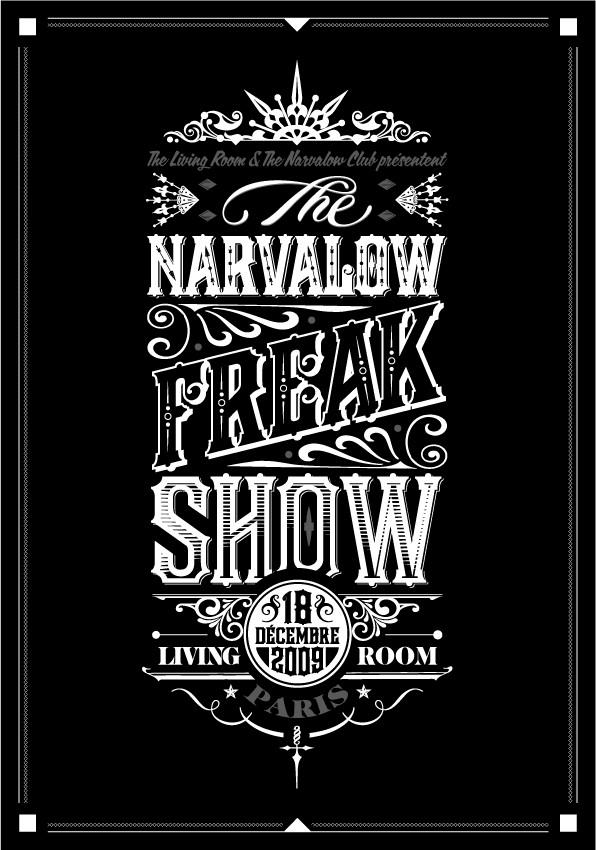 The Living Room & The Narvalow Club présentent
The
NARVALOW
FREAK
SHOW
18
DÉCEMBRE
2009
LIVING ROOM
PARIS